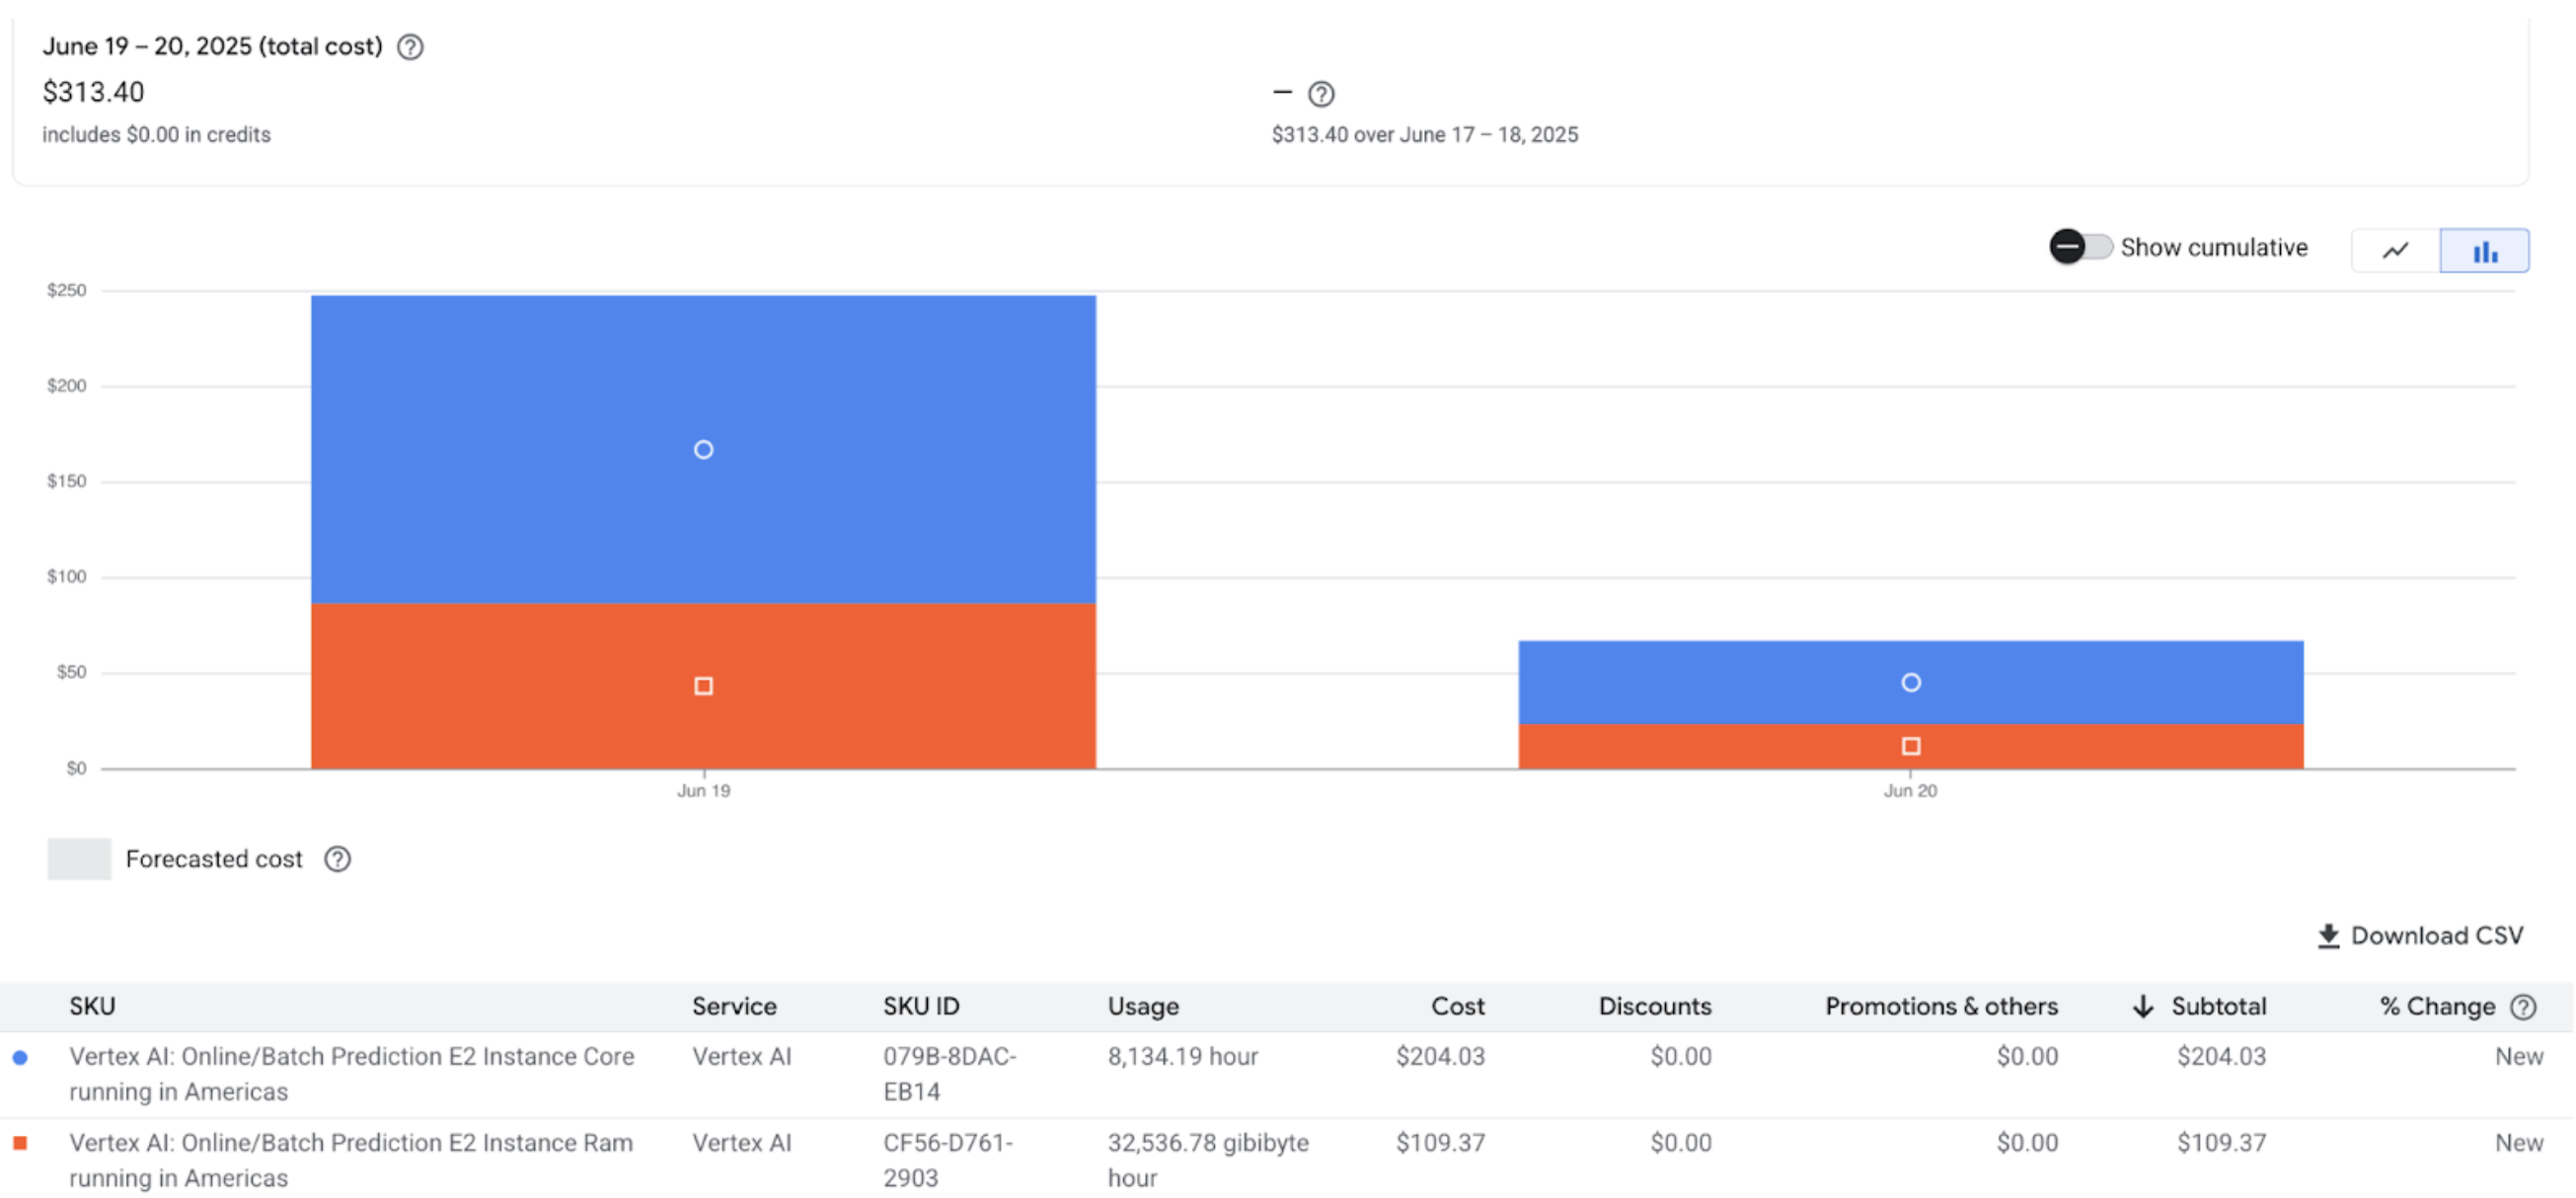 June 19 – 20, 2025 (total cost)
$313.40
includes $0.00 in credits
–
$313.40 over June 17 – 18, 2025
Show cumulative
$250
$200
$150
$100
$50
$0
Jun 19
Jun 20
Forecasted cost
Download CSV
SKU Service SKU ID Usage Cost Discounts Promotions & others Subtotal % Change
Vertex AI: Online/Batch Prediction E2 Instance Core Vertex AI 079B-8DAC- 8,134.19 hour $204.03 $0.00 $0.00 $204.03 New
running in Americas EB14
Vertex AI: Online/Batch Prediction E2 Instance Ram Vertex AI CF56-D761- 32,536.78 gibibyte $109.37 $0.00 $0.00 $109.37 New
running in Americas 2903 hour